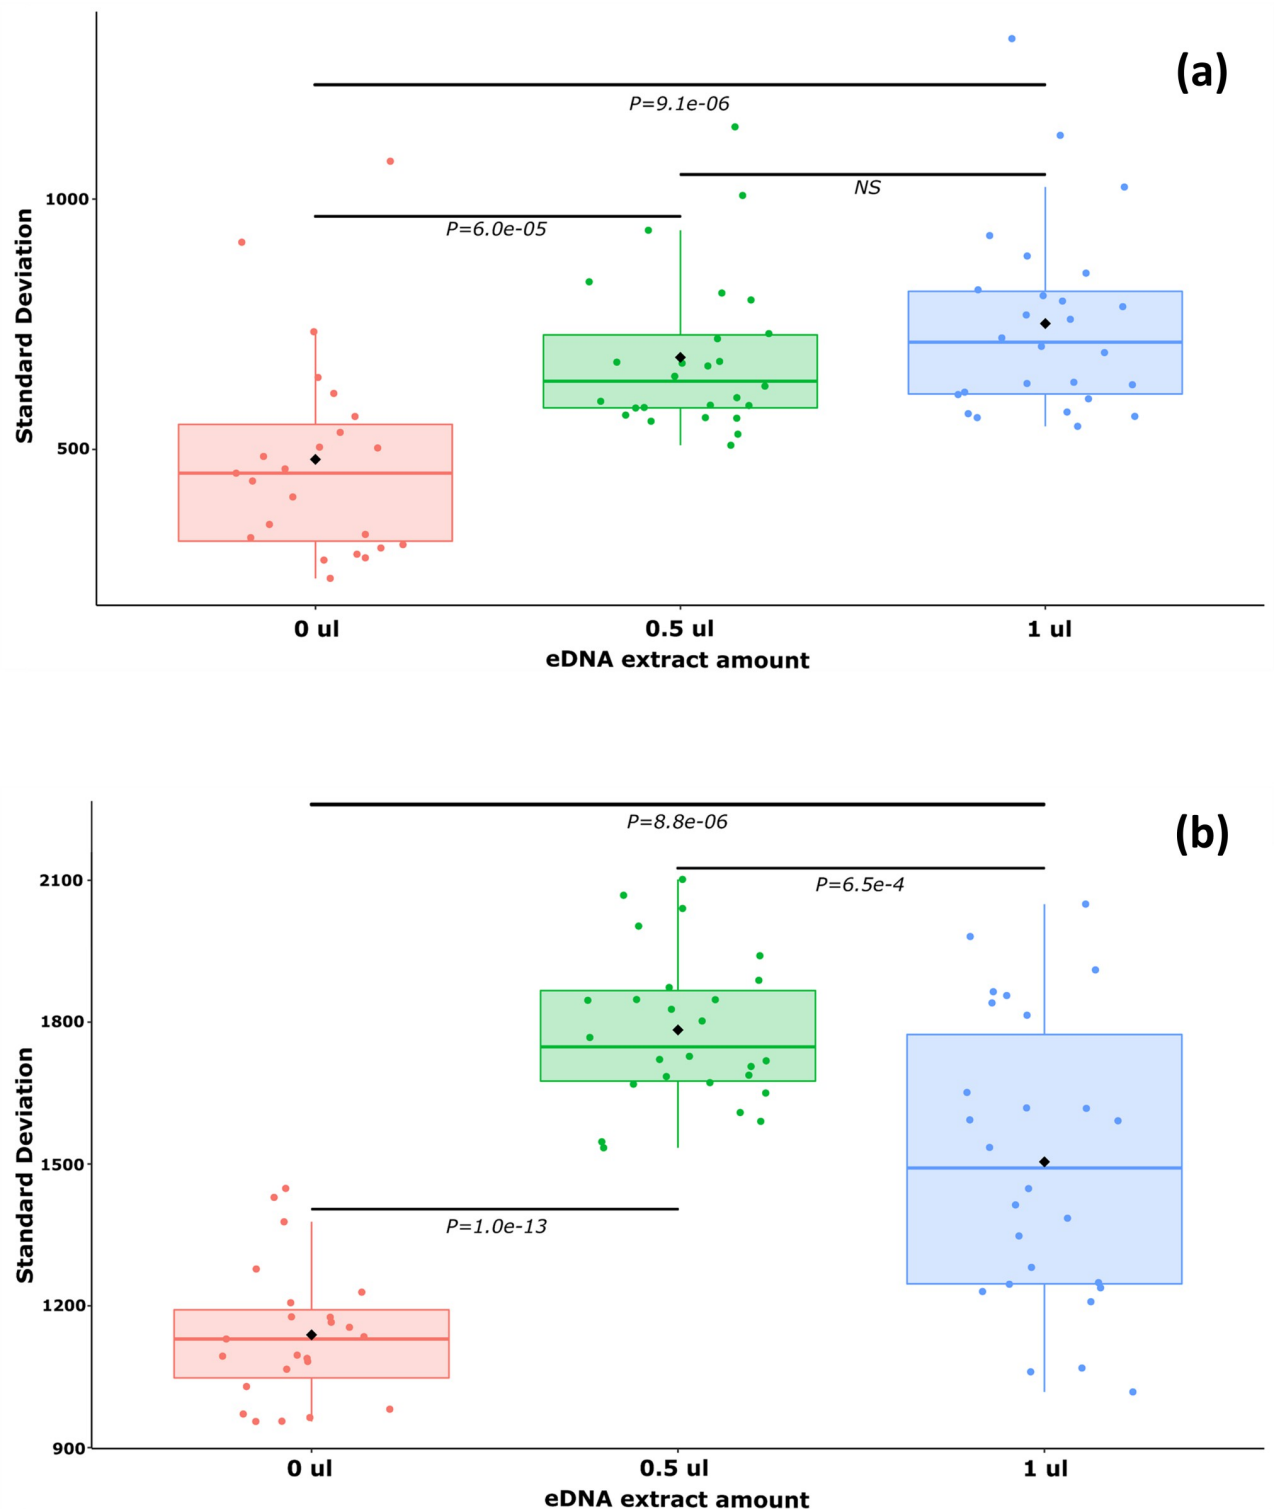 (a)
P=9.1e-06
NS
P=6.0e-05
1000
500
Standard Deviation
0 ul
0.5 ul
1 ul
eDNA extract amount
(b)
P=8.8e-06
P=6.5e-4
P=1.0e-13
2100
1800
1500
1200
900
Standard Deviation
0 ul
0.5 ul
1 ul
eDNA extract amount